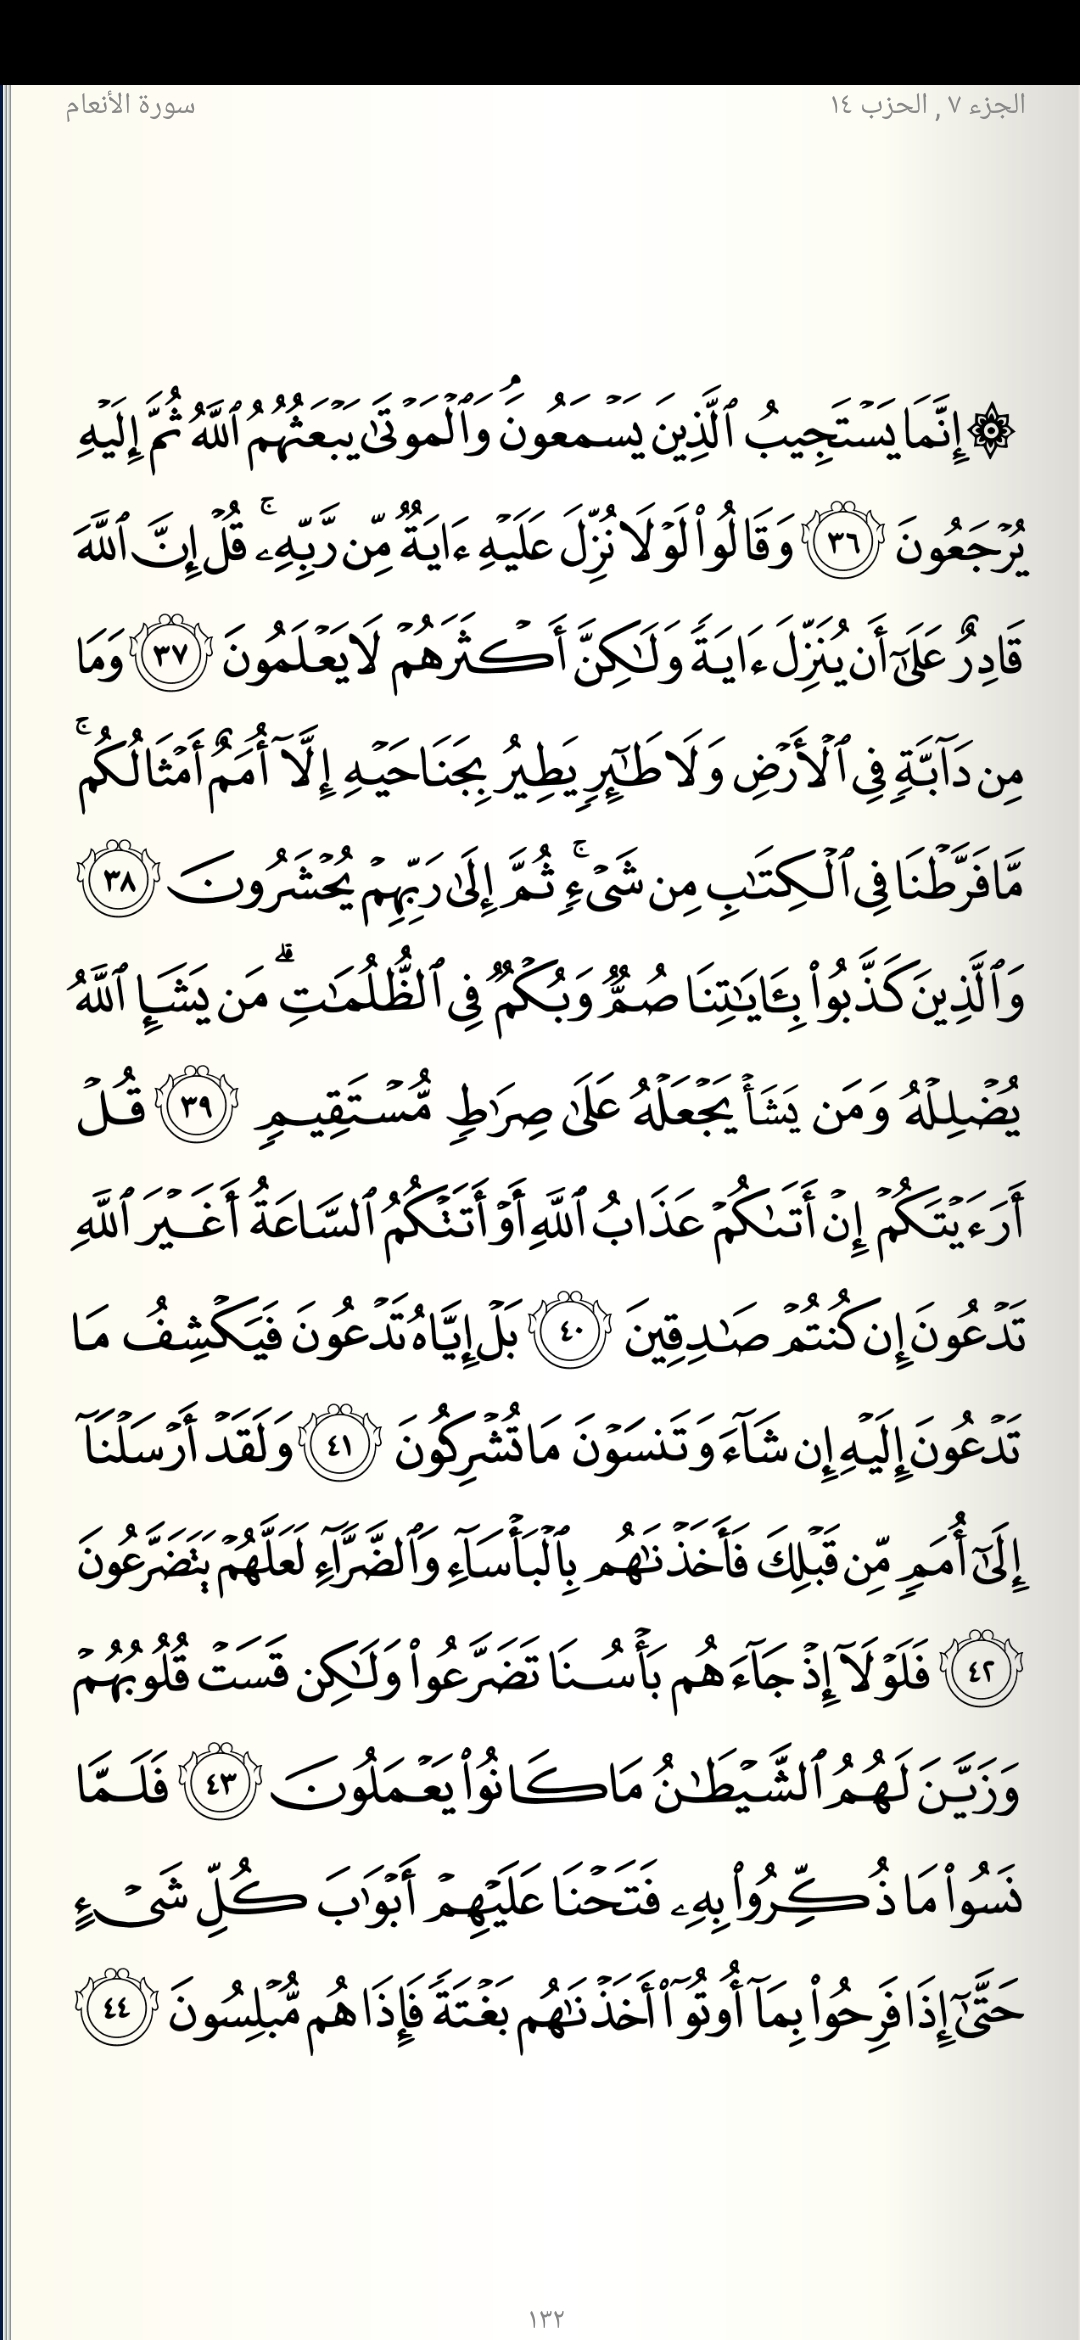 الجزء ٧ , الحزب ١٤
سورة الأنعام
۞ إِنَّمَا يَسۡتَجِيبُ ٱلَّذِينَ يَسۡمَعُونَۘ وَٱلۡمَوۡتَىٰ يَبۡعَثُهُمُ ٱللَّهُ ثُمَّ إِلَيۡهِ
يُرۡجَعُونَ ٣٦ وَقَالُواْ لَوۡلَا نُزِّلَ عَلَيۡهِ ءَايَةٞ مِّن رَّبِّهِۦۚ قُلۡ إِنَّ ٱللَّهَ
قَادِرٌ عَلَىٰٓ أَن يُنَزِّلَ ءَايَةٗ وَلَٰكِنَّ أَكۡثَرَهُمۡ لَا يَعۡلَمُونَ ٣٧ وَمَا
مِن دَآبَّةٖ فِي ٱلۡأَرۡضِ وَلَا طَٰٓئِرٖ يَطِيرُ بِجَنَاحَيۡهِ إِلَّآ أُمَمٌ أَمۡثَالُكُمۚ
مَّا فَرَّطۡنَا فِي ٱلۡكِتَٰبِ مِن شَيۡءٖۚ ثُمَّ إِلَىٰ رَبِّهِمۡ يُحۡشَرُونَ ٣٨
وَٱلَّذِينَ كَذَّبُواْ بِـَٔايَٰتِنَا صُمّٞ وَبُكۡمٞ فِي ٱلظُّلُمَٰتِۗ مَن يَشَإِ ٱللَّهُ
يُضۡلِلۡهُ وَمَن يَشَأۡ يَجۡعَلۡهُ عَلَىٰ صِرَٰطٖ مُّسۡتَقِيمٖ ٣٩ قُلۡ
أَرَءَيۡتَكُمۡ إِنۡ أَتَىٰكُمۡ عَذَابُ ٱللَّهِ أَوۡ أَتَتۡكُمُ ٱلسَّاعَةُ أَغَيۡرَ ٱللَّهِ
تَدۡعُونَ إِن كُنتُمۡ صَٰدِقِينَ ٤٠ بَلۡ إِيَّاهُ تَدۡعُونَ فَيَكۡشِفُ مَا
تَدۡعُونَ إِلَيۡهِ إِن شَآءَ وَتَنسَوۡنَ مَا تُشۡرِكُونَ ٤١ وَلَقَدۡ أَرۡسَلۡنَآ
إِلَىٰٓ أُمَمٖ مِّن قَبۡلِكَ فَأَخَذۡنَٰهُم بِٱلۡبَأۡسَآءِ وَٱلضَّرَّآءِ لَعَلَّهُمۡ يَتَضَرَّعُونَ
٤٢ فَلَوۡلَآ إِذۡ جَآءَهُم بَأۡسُنَا تَضَرَّعُواْ وَلَٰكِن قَسَتۡ قُلُوبُهُمۡ
وَزَيَّنَ لَهُمُ ٱلشَّيۡطَٰنُ مَا كَانُواْ يَعۡمَلُونَ ٤٣ فَلَمَّا
نَسُواْ مَا ذُكِّرُواْ بِهِۦ فَتَحۡنَا عَلَيۡهِمۡ أَبۡوَٰبَ كُلِّ شَيۡءٍ
حَتَّىٰٓ إِذَا فَرِحُواْ بِمَآ أُوتُوٓاْ أَخَذۡنَٰهُم بَغۡتَةٗ فَإِذَا هُم مُّبۡلِسُونَ ٤٤
١٣٢